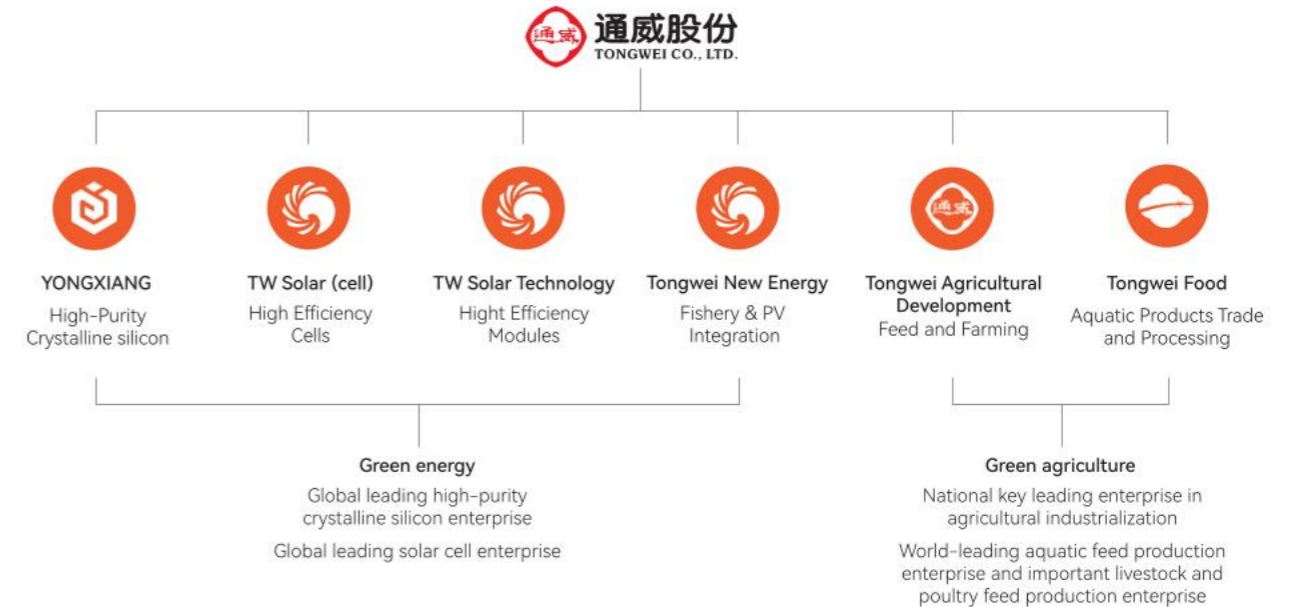 通威
通威股份
TONGWEI CO., LTD.
YONGXIANG
High-Purity
Crystalline silicon
TW Solar (cell)
High Efficiency
Cells
TW Solar Technology
Hight Efficiency
Modules
Tongwei New Energy
Fishery & PV
Integration
通威
Tongwei Agricultural
Development
Feed and Farming
Tongwei Food
Aquatic Products Trade
and Processing
Green energy
Global leading high-purity
crystalline silicon enterprise
Global leading solar cell enterprise
Green agriculture
National key leading enterprise in
agricultural industrialization
World-leading aquatic feed production
enterprise and important livestock and
poultry feed production enterprise